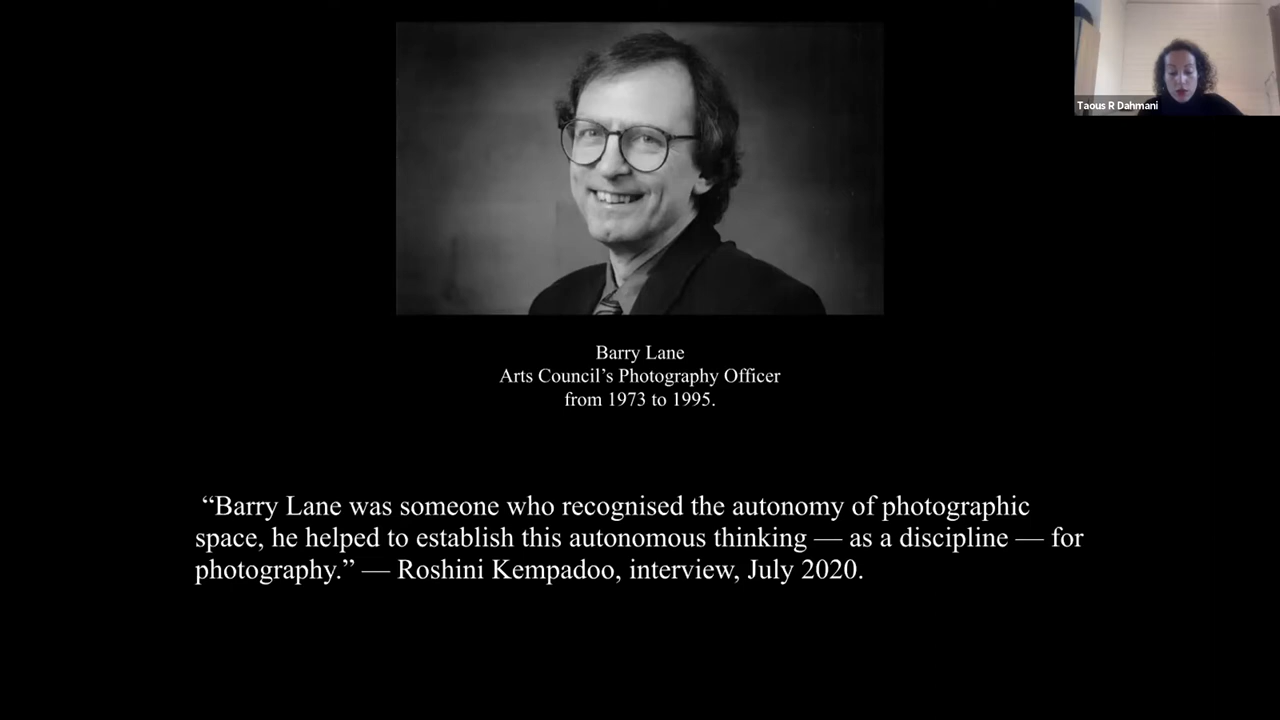 Taous R Dahmani
Barry Lane
Arts Council’s Photography Officer
from 1973 to 1995.
“Barry Lane was someone who recognised the autonomy of photographic
space, he helped to establish this autonomous thinking — as a discipline — for
photography.” — Roshini Kempadoo, interview, July 2020.